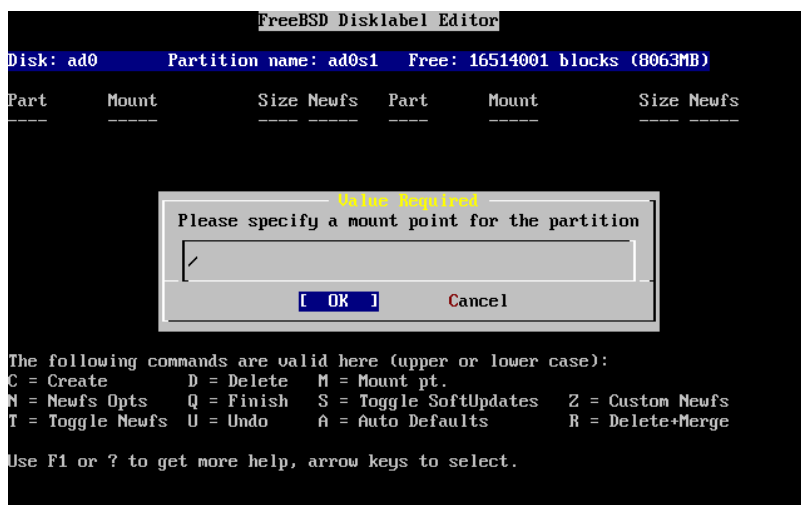 FreeBSD Disklabel Editor
Disk: ad0 Partition name: ad0s1 Free: 16514001 blocks (8063MB)
Part Mount Size Newfs Part Mount Size Newfs
---- ----- ---- ----- ---- ----- ---- -----
Value Required
Please specify a mount point for the partition
/
[ OK ] Cancel
The following commands are valid here (upper or lower case):
C = Create D = Delete M = Mount pt.
N = Newfs Opts Q = Finish S = Toggle SoftUpdates Z = Custom Newfs
T = Toggle Newfs U = Undo A = Auto Defaults R = Delete+Merge
Use F1 or ? to get more help, arrow keys to select.